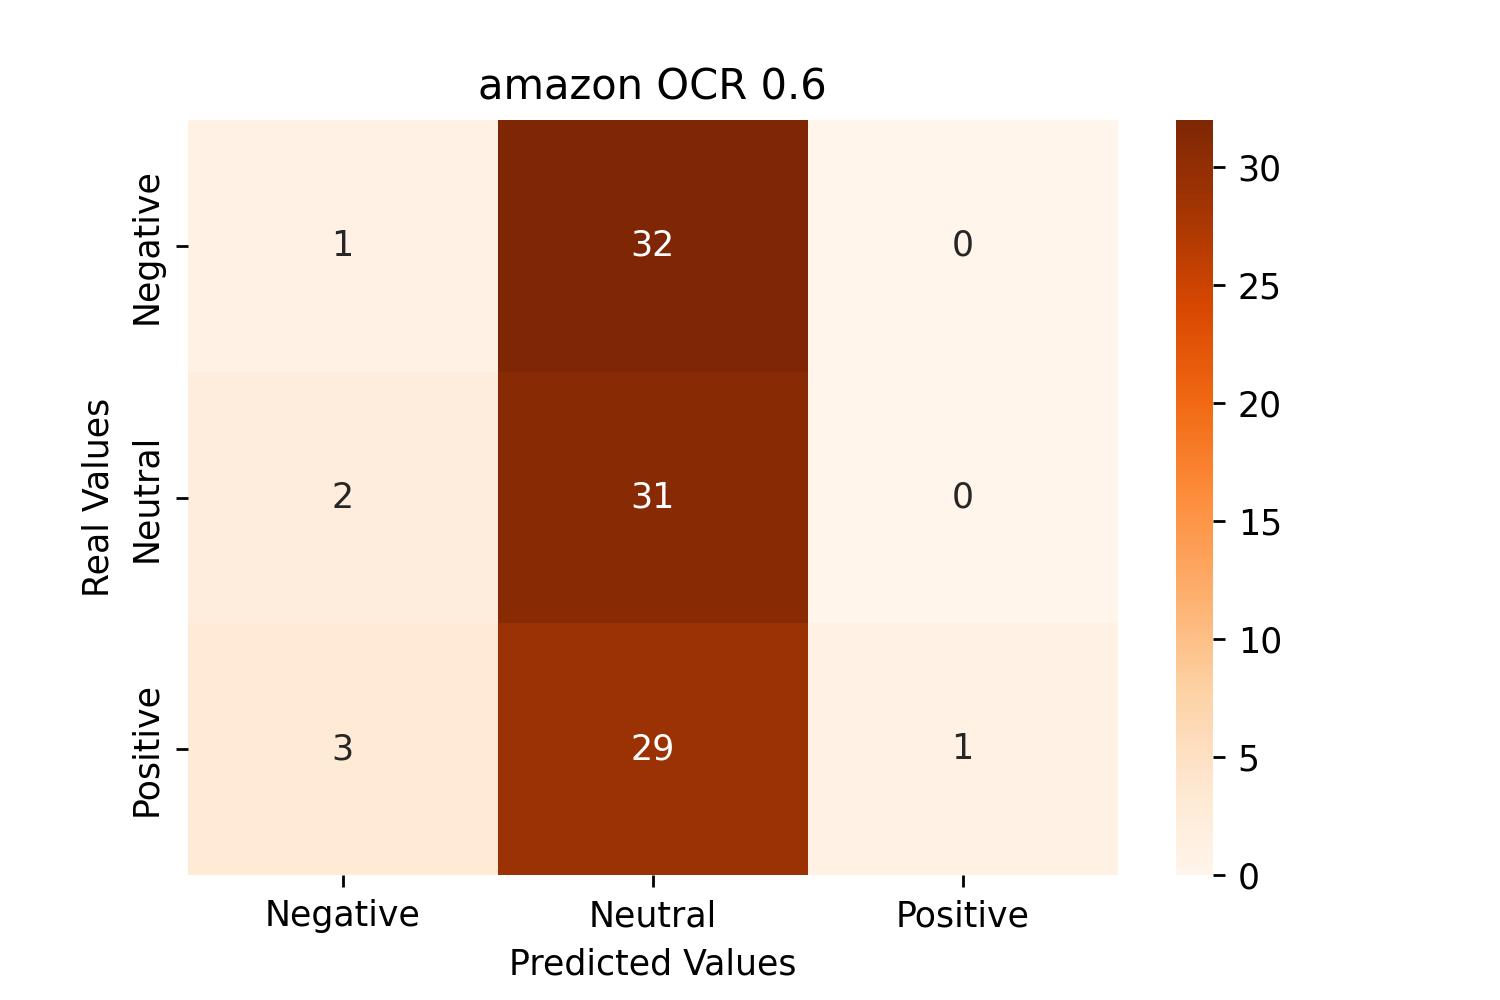 amazon OCR 0.6
Real Values
Negative
1 32 0
Neutral
2 31 0
Positive
3 29 1
Negative Neutral Positive
Predicted Values
30
25
20
15
10
5
0